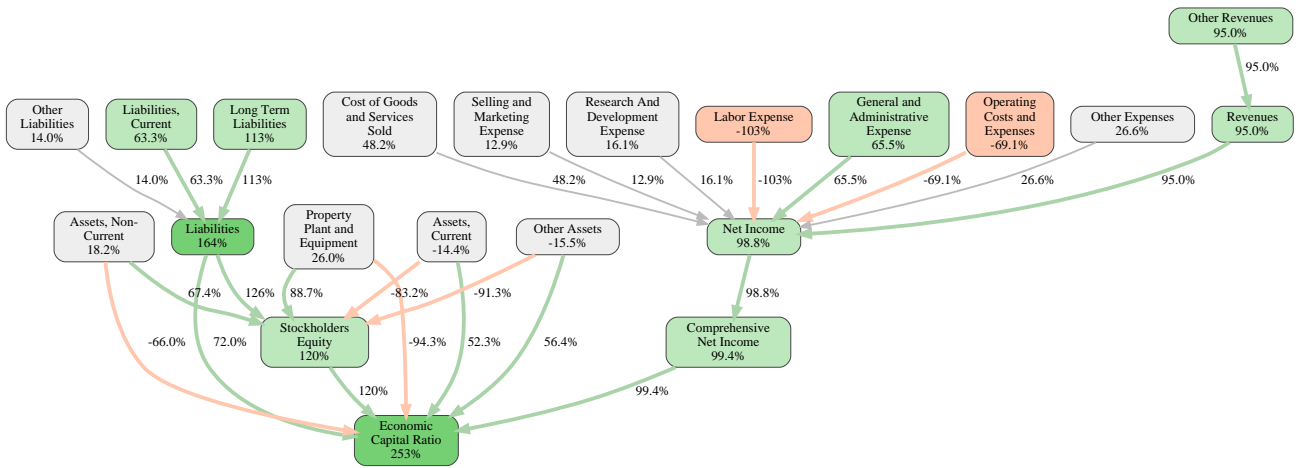 Other Revenues
95.0%
95.0%
Other
Liabilities
14.0%
Liabilities,
Current
63.3%
Long Term
Liabilities
113%
Cost of Goods
and Services
Sold
48.2%
Selling and
Marketing
Expense
12.9%
Research And
Development
Expense
16.1%
Labor Expense
-103%
General and
Administrative
Expense
65.5%
Operating
Costs and
Expenses
-69.1%
Other Expenses
26.6%
Revenues
95.0%
14.0%
63.3%
113%
48.2%
12.9%
16.1%
-103%
65.5%
-69.1%
26.6%
95.0%
Assets, Non-
Current
18.2%
Liabilities
164%
Property
Plant and
Equipment
26.0%
Assets,
Current
-14.4%
Other Assets
-15.5%
Net Income
98.8%
67.4%
126%
88.7%
-83.2%
-91.3%
98.8%
Stockholders
Equity
120%
Comprehensive
Net Income
99.4%
-66.0%
72.0%
-94.3%
52.3%
56.4%
120%
99.4%
Economic
Capital Ratio
253%